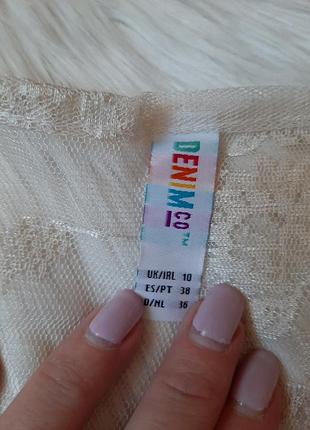 DENIM CO™
UK/IRL 10
ES/PT 38
D/NL 36